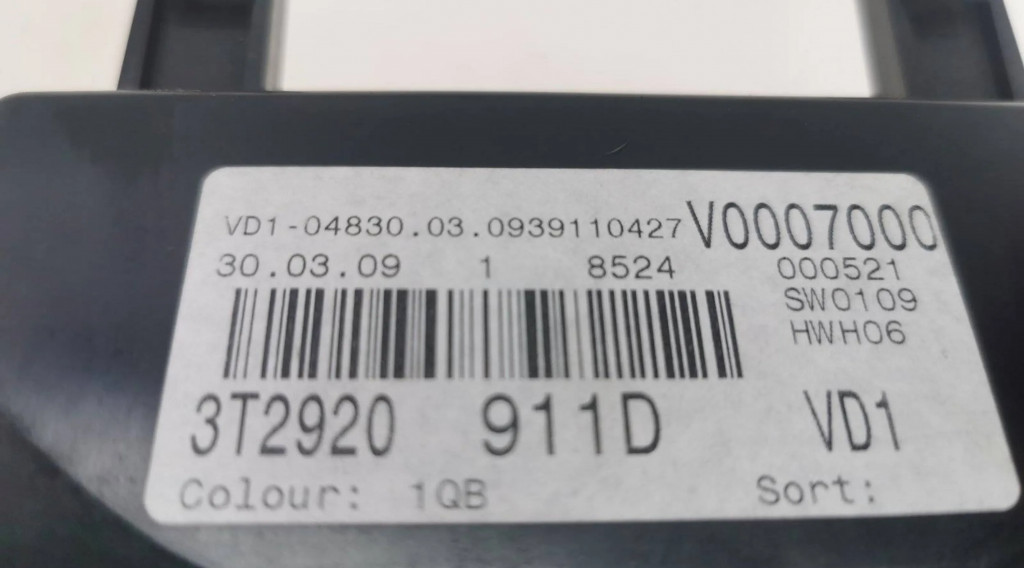 VD1-04830.03.0939110427 V0007000
30.03.09 1 8524 000521
SW0109
HWH06
3T2920 911D VD1
Colour: 1QB Sort: